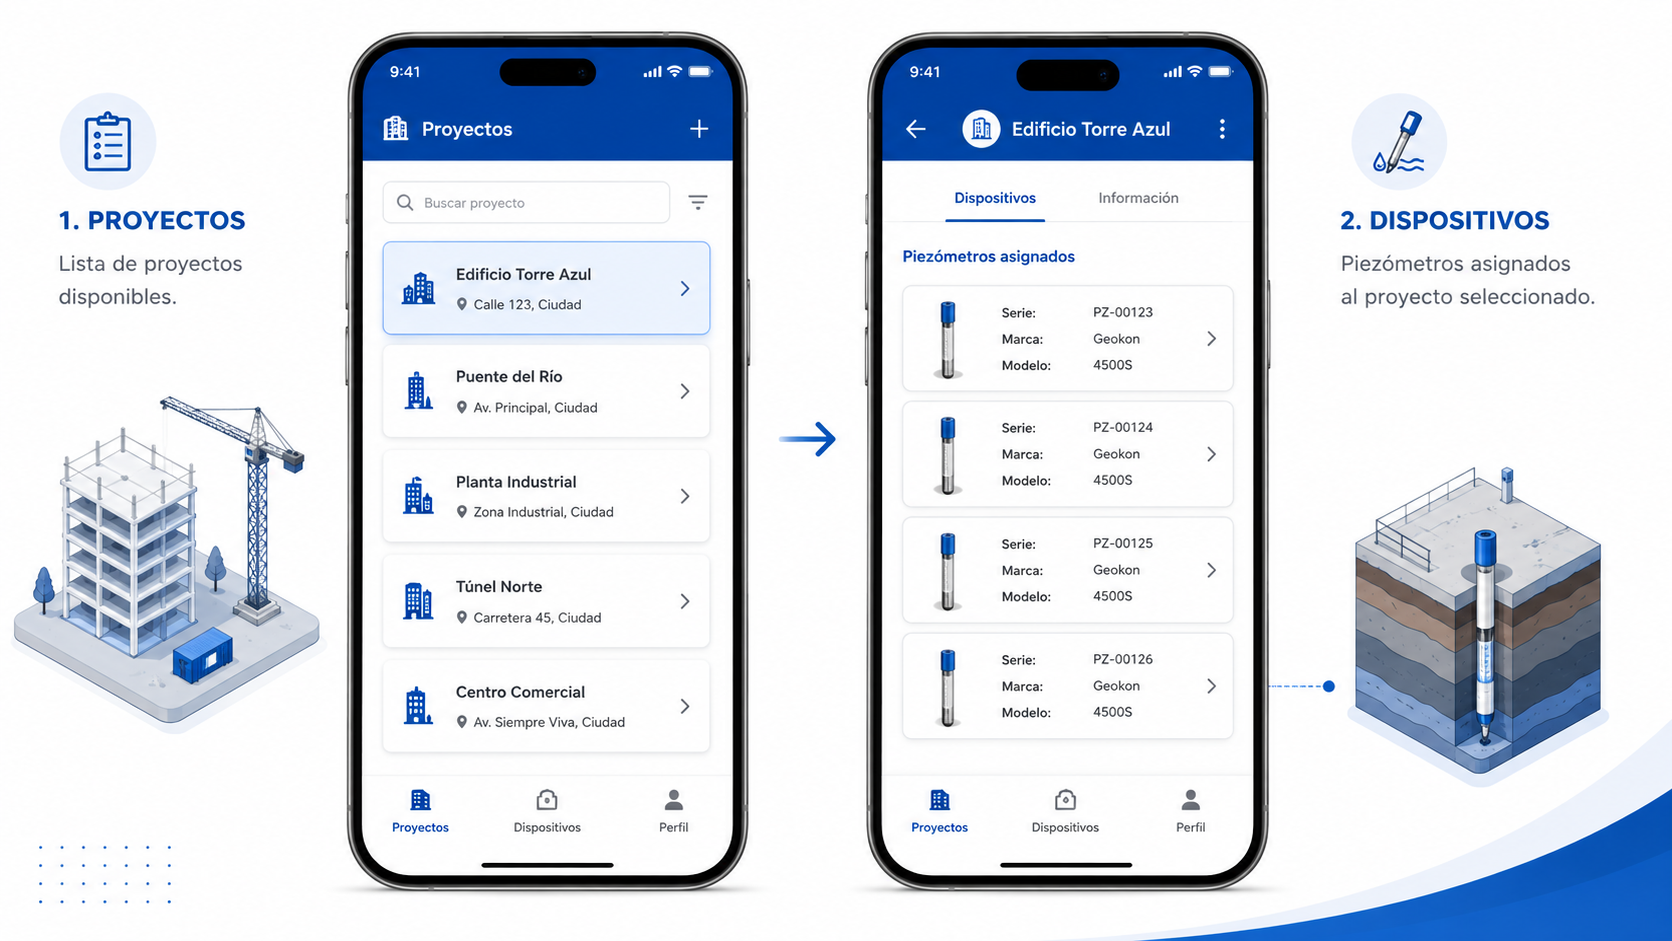 1. PROYECTOS
Lista de proyectos
disponibles.
9:41
Proyectos
Buscar proyecto
Edificio Torre Azul
Calle 123, Ciudad
Puente del Río
Av. Principal, Ciudad
Planta Industrial
Zona Industrial, Ciudad
Túnel Norte
Carretera 45, Ciudad
Centro Comercial
Av. Siempre Viva, Ciudad
Proyectos Dispositivos Perfil
9:41
Edificio Torre Azul
Dispositivos Información
Piezómetros asignados
Serie: PZ-00123
Marca: Geokon
Modelo: 4500S
Serie: PZ-00124
Marca: Geokon
Modelo: 4500S
Serie: PZ-00125
Marca: Geokon
Modelo: 4500S
Serie: PZ-00126
Marca: Geokon
Modelo: 4500S
Proyectos Dispositivos Perfil
2. DISPOSITIVOS
Piezómetros asignados
al proyecto seleccionado.